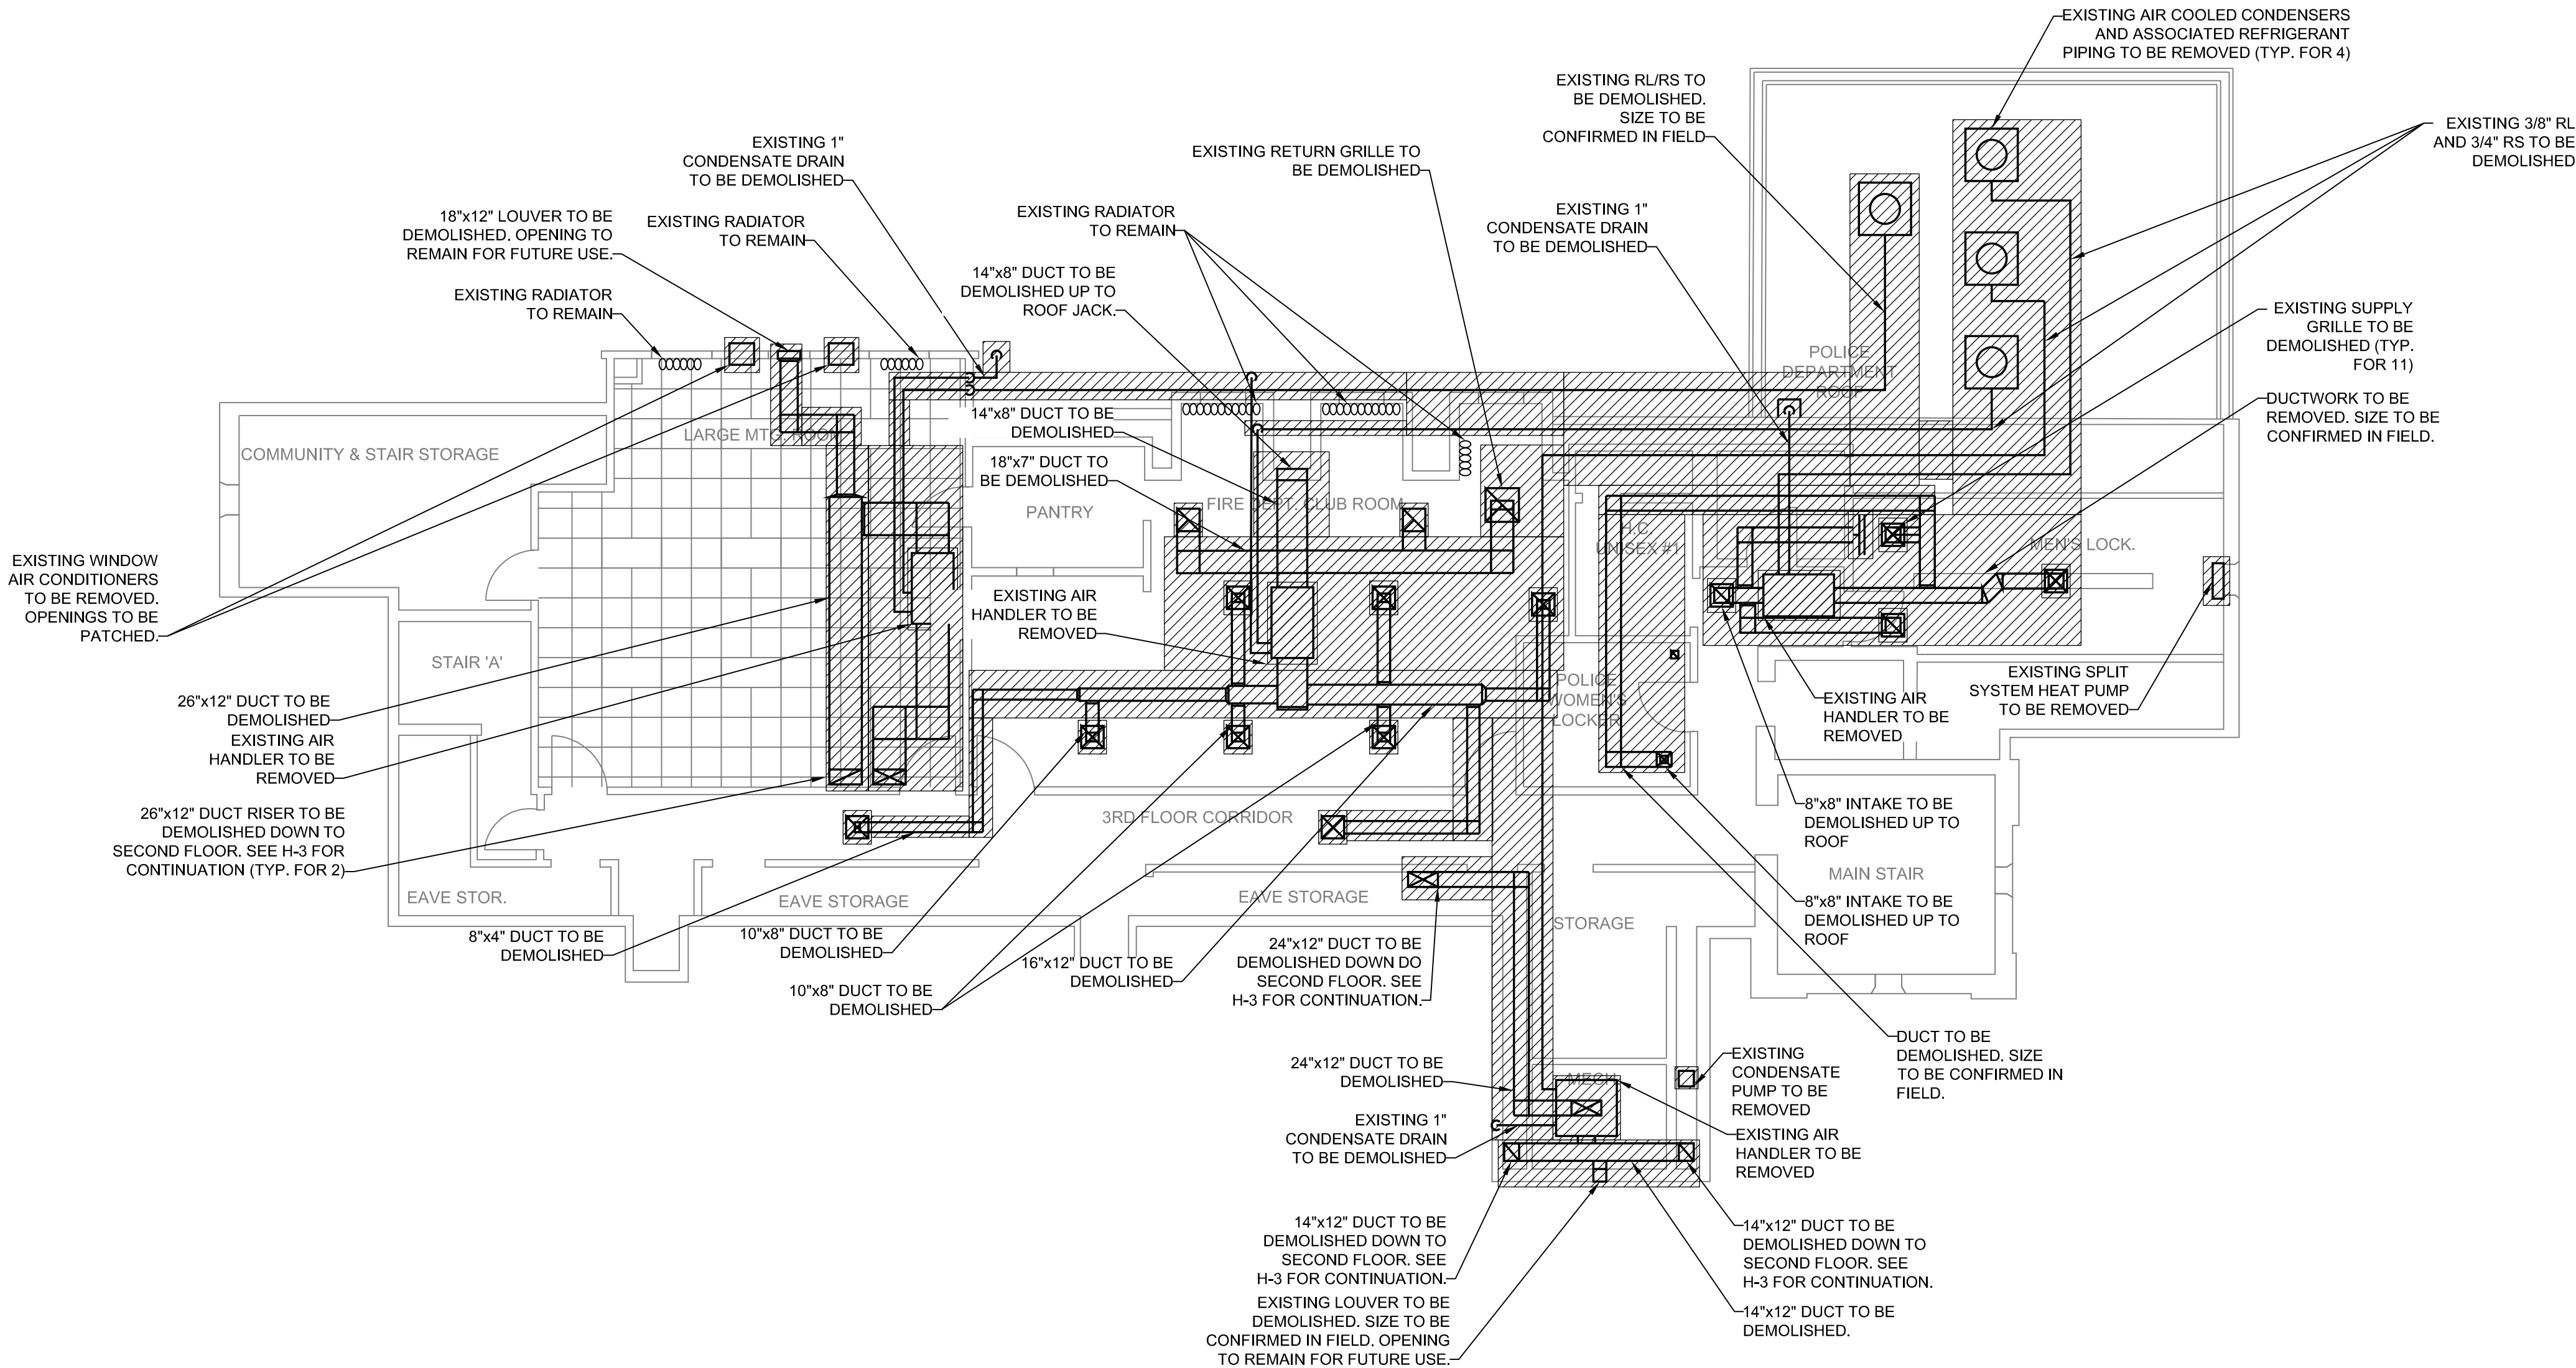 EXISTING AIR COOLED CONDENSERS
AND ASSOCIATED REFRIGERANT
PIPING TO BE REMOVED (TYP. FOR 4)
EXISTING RL/RS TO
BE DEMOLISHED.
SIZE TO BE
CONFIRMED IN FIELD
EXISTING 3/8" RL
AND 3/4" RS TO BE
DEMOLISHED
EXISTING 1"
CONDENSATE DRAIN
TO BE DEMOLISHED
EXISTING RETURN GRILLE TO
BE DEMOLISHED
18"x12" LOUVER TO BE
DEMOLISHED. OPENING TO
REMAIN FOR FUTURE USE.
EXISTING RADIATOR
TO REMAIN
EXISTING RADIATOR
TO REMAIN
EXISTING 1"
CONDENSATE DRAIN
TO BE DEMOLISHED
14"x8" DUCT TO BE
DEMOLISHED UP TO
ROOF JACK.
EXISTING RADIATOR
TO REMAIN
EXISTING SUPPLY
GRILLE TO BE
DEMOLISHED (TYP.
FOR 11)
POLICE
DEPARTMENT
ROOF
DUCTWORK TO BE
REMOVED. SIZE TO BE
CONFIRMED IN FIELD.
14"x8" DUCT TO BE
DEMOLISHED
LARGE MTG. ROOM
COMMUNITY & STAIR STORAGE
18"x7" DUCT TO
BE DEMOLISHED
FIRE DEPT. CLUB ROOM
PANTRY
H.C.
UNISEX #1
MEN'S LOCK.
EXISTING WINDOW
AIR CONDITIONERS
TO BE REMOVED.
OPENINGS TO BE
PATCHED.
EXISTING AIR
HANDLER TO BE
REMOVED
STAIR 'A'
POLICE
WOMEN'S
LOCKER
EXISTING SPLIT
SYSTEM HEAT PUMP
TO BE REMOVED
26"x12" DUCT TO BE
DEMOLISHED
EXISTING AIR
HANDLER TO BE
REMOVED
EXISTING AIR
HANDLER TO BE
REMOVED
26"x12" DUCT RISER TO BE
DEMOLISHED DOWN TO
SECOND FLOOR. SEE H-3 FOR
CONTINUATION (TYP. FOR 2)
3RD FLOOR CORRIDOR
8"x8" INTAKE TO BE
DEMOLISHED UP TO
ROOF
MAIN STAIR
EAVE STOR.
EAVE STORAGE
EAVE STORAGE
STORAGE
8"x8" INTAKE TO BE
DEMOLISHED UP TO
ROOF
8"x4" DUCT TO BE
DEMOLISHED
10"x8" DUCT TO BE
DEMOLISHED
10"x8" DUCT TO BE
DEMOLISHED
16"x12" DUCT TO BE
DEMOLISHED
24"x12" DUCT TO BE
DEMOLISHED DOWN DO
SECOND FLOOR. SEE
H-3 FOR CONTINUATION.
DUCT TO BE
DEMOLISHED. SIZE
TO BE CONFIRMED IN
FIELD.
24"x12" DUCT TO BE
DEMOLISHED
MECH
EXISTING
CONDENSATE
PUMP TO BE
REMOVED
EXISTING 1"
CONDENSATE DRAIN
TO BE DEMOLISHED
EXISTING AIR
HANDLER TO BE
REMOVED
14"x12" DUCT TO BE
DEMOLISHED DOWN TO
SECOND FLOOR. SEE
H-3 FOR CONTINUATION.
14"x12" DUCT TO BE
DEMOLISHED DOWN TO
SECOND FLOOR. SEE
H-3 FOR CONTINUATION.
EXISTING LOUVER TO BE
DEMOLISHED. SIZE TO BE
CONFIRMED IN FIELD. OPENING
TO REMAIN FOR FUTURE USE.
14"x12" DUCT TO BE
DEMOLISHED.